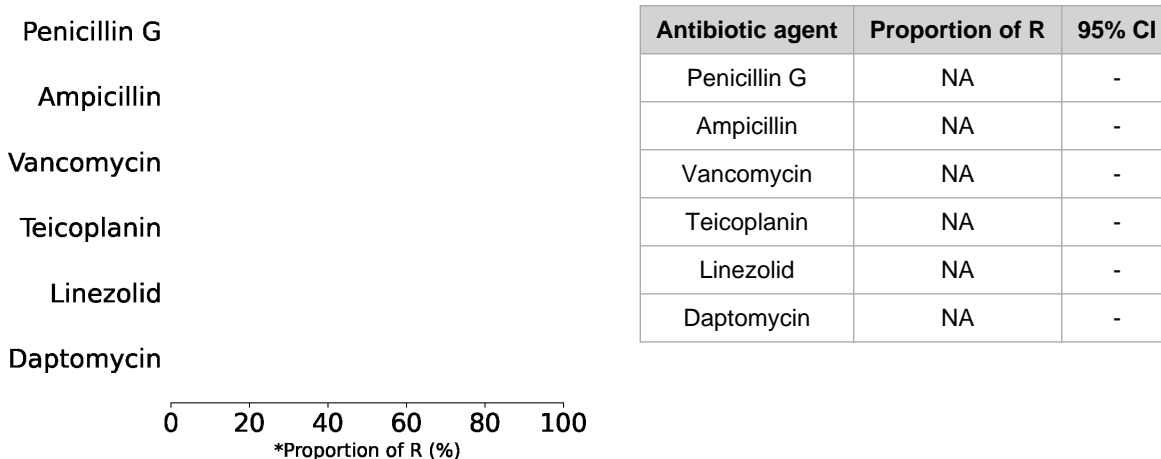 Penicillin G
Ampicillin
Vancomycin
Teicoplanin
Linezolid
Daptomycin
0 20 40 60 80 100
*Proportion of R (%)
Antibiotic agent Proportion of R 95% CI
Penicillin G NA -
Ampicillin NA -
Vancomycin NA -
Teicoplanin NA -
Linezolid NA -
Daptomycin NA -